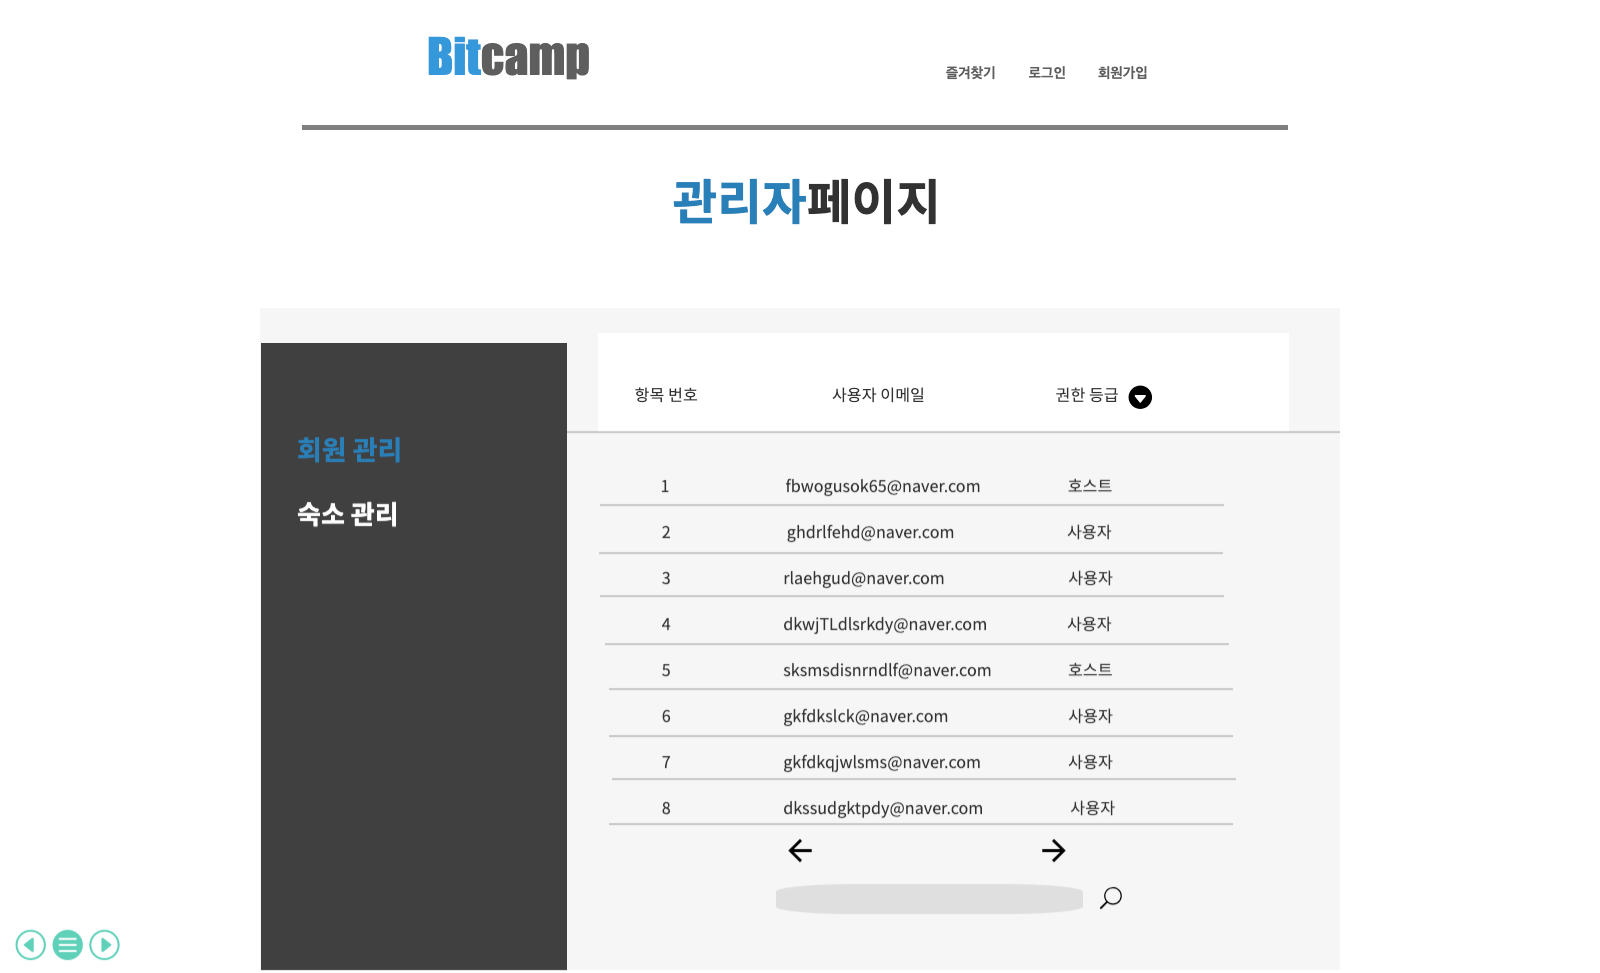 Bitcamp
즐겨찾기 로그인 회원가입
관리자페이지
회원 관리
숙소 관리
항목 번호 사용자 이메일 권한 등급
1 fbwogusok65@naver.com 호스트
2 ghdrlfehd@naver.com 사용자
3 rlaehgud@naver.com 사용자
4 dkwjTLdlsrkdy@naver.com 사용자
5 sksmsdisnrndlf@naver.com 호스트
6 gkfdkslck@naver.com 사용자
7 gkfdkqjwlsms@naver.com 사용자
8 dkssudgktpdy@naver.com 사용자